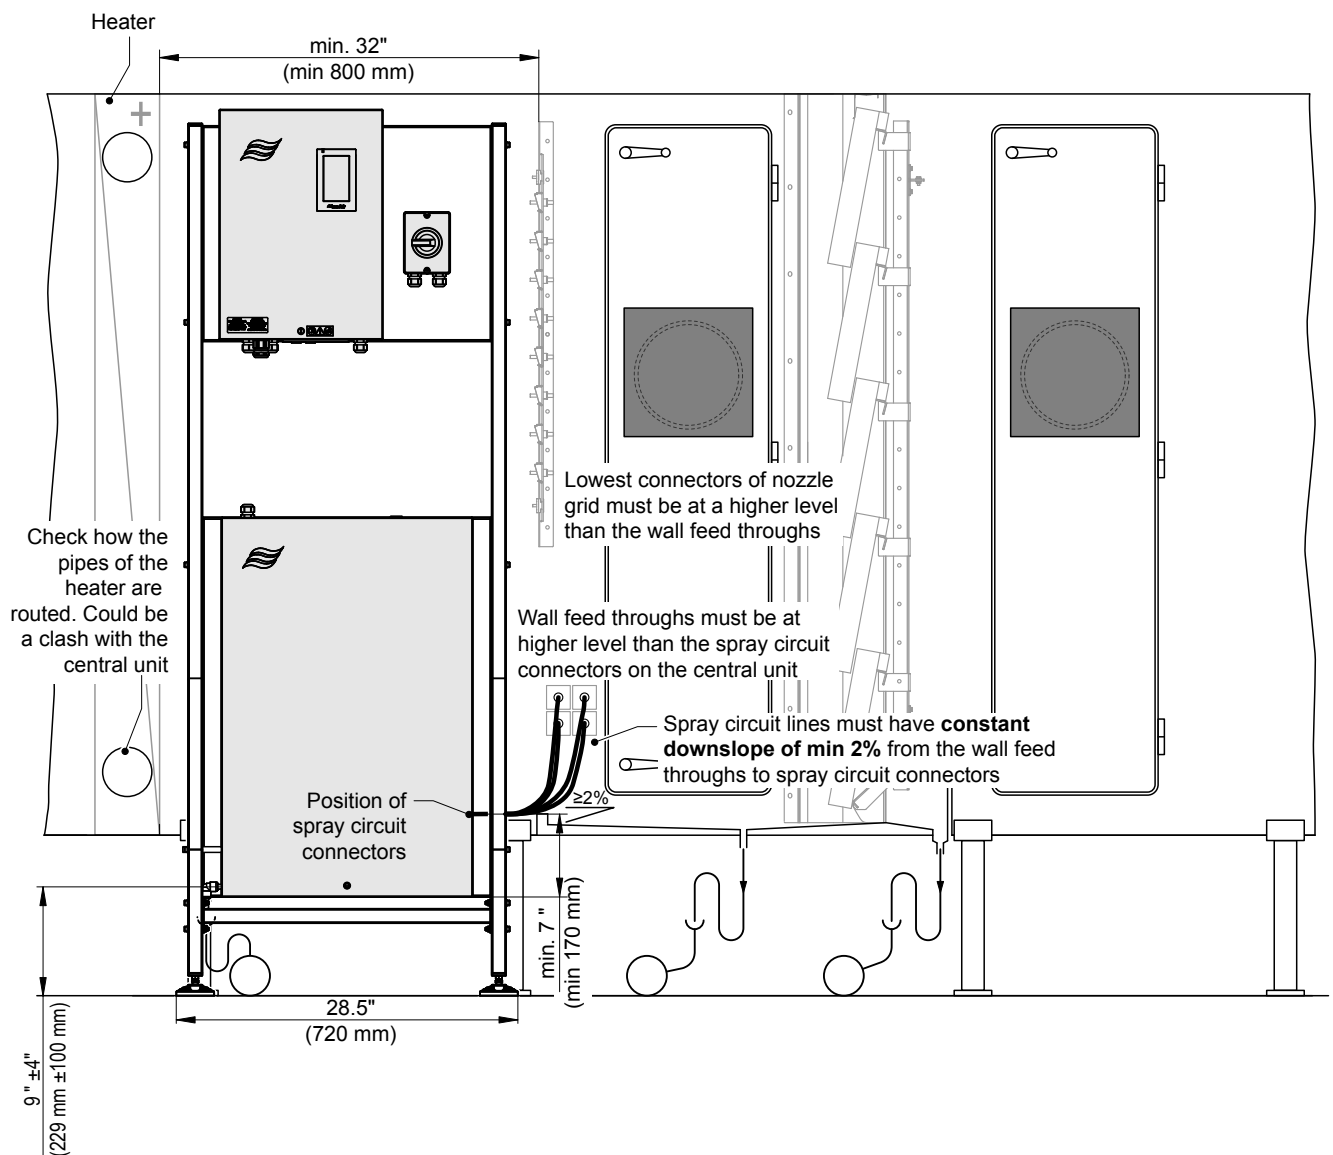 Heater
min. 32"
(min 800 mm)
Lowest connectors of nozzle
grid must be at a higher level
than the wall feed throughs
Check how the
pipes of the
heater are
routed. Could be
a clash with the
central unit
Wall feed throughs must be at
higher level than the spray circuit
connectors on the central unit
Spray circuit lines must have constant
downslope of min 2% from the wall feed
throughs to spray circuit connectors
Position of
spray circuit
connectors
≥2%
min. 7 "
(min 170 mm)
28.5"
(720 mm)
9 " ±4"
(229 mm ±100 mm)